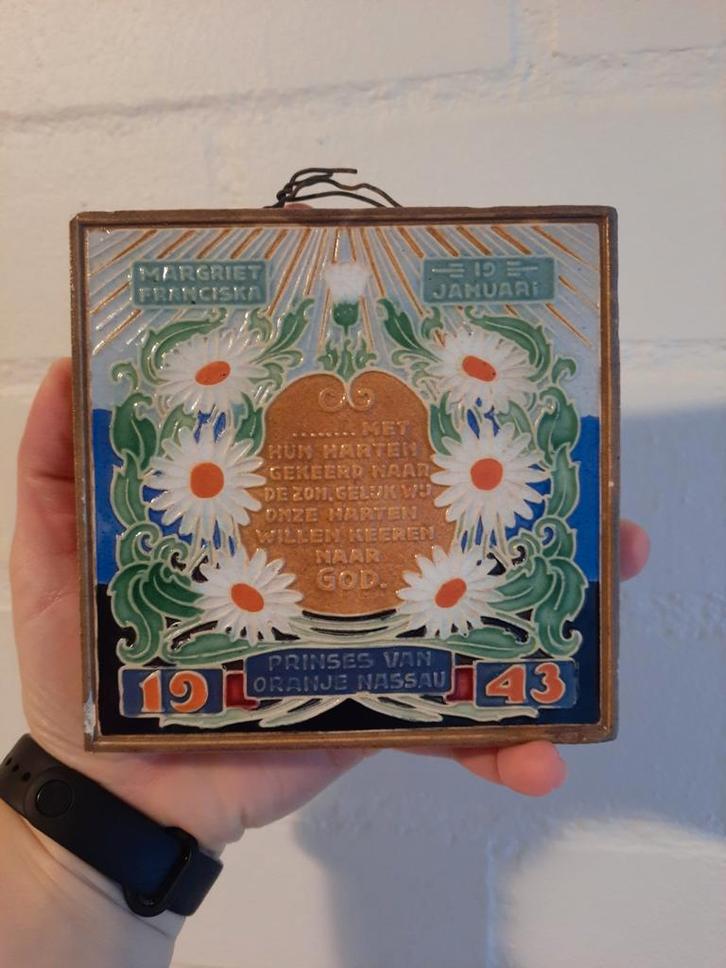 MARGRIET
FRANCISKA
19
JANUARI
........MET
HUN HARTEN
GEKEERD NAAR
DE ZON, GELIJK WIJ
ONZE HARTEN
WILLEN KEEREN
NAAR
GOD.
PRINSES VAN
ORANJE NASSAU
19 43